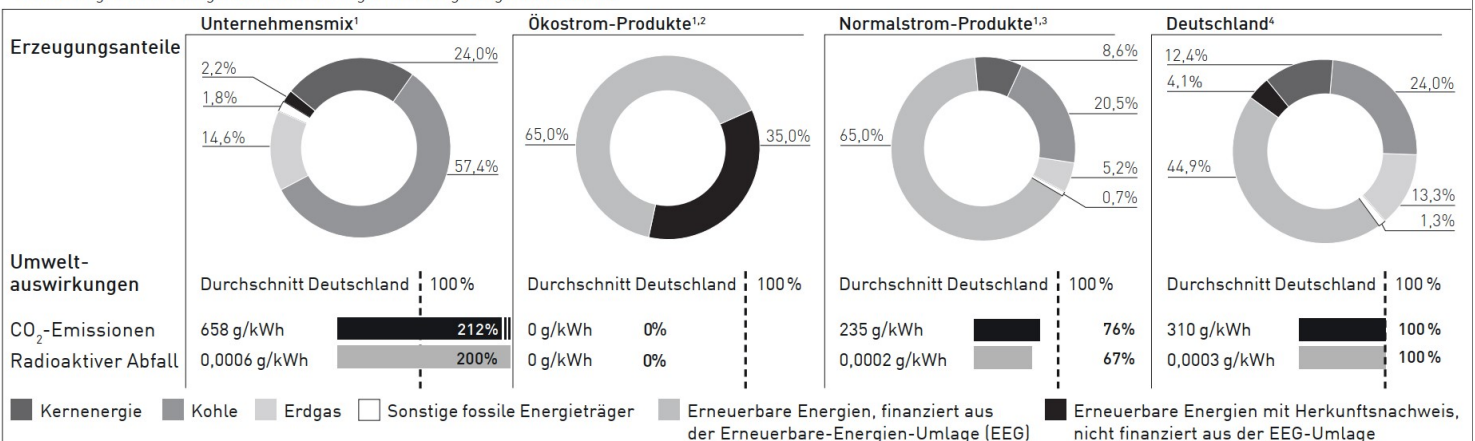 Unternehmensmix¹
Ökostrom-Produkte¹,²
Normalstrom-Produkte¹,³
Deutschland⁴
Erzeugungsanteile
24,0%
2,2%
1,8%
14,6%
57,4%
65,0%
35,0%
8,6%
20,5%
65,0%
5,2%
0,7%
12,4%
4,1%
24,0%
44,9%
13,3%
1,3%
Umwelt-
auswirkungen
Durchschnitt Deutschland 100%
Durchschnitt Deutschland 100%
Durchschnitt Deutschland 100%
Durchschnitt Deutschland 100%
CO₂-Emissionen
658 g/kWh 212%
0 g/kWh 0%
235 g/kWh 76%
310 g/kWh 100%
Radioaktiver Abfall
0,0006 g/kWh 200%
0 g/kWh 0%
0,0002 g/kWh 67%
0,0003 g/kWh 100%
Kernenergie
Kohle
Erdgas
Sonstige fossile Energieträger
Erneuerbare Energien, finanziert aus
der Erneuerbare-Energien-Umlage (EEG)
Erneuerbare Energien mit Herkunftsnachweis,
nicht finanziert aus der EEG-Umlage